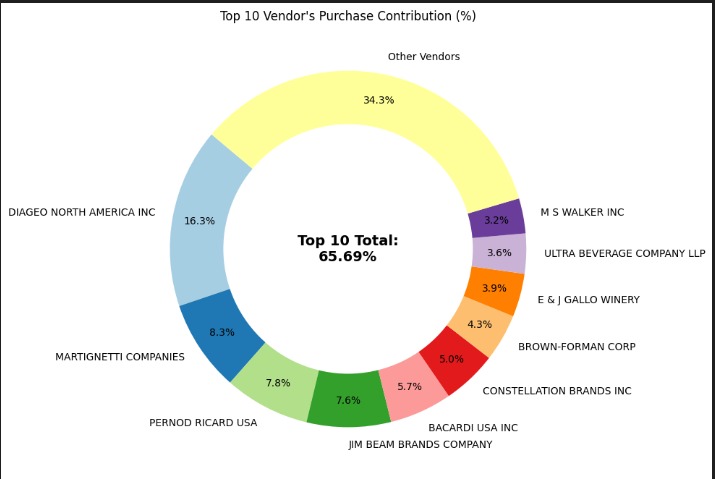 Top 10 Vendor's Purchase Contribution (%)
Other Vendors
34.3%
DIAGEO NORTH AMERICA INC
16.3%
M S WALKER INC
3.2%
ULTRA BEVERAGE COMPANY LLP
3.6%
Top 10 Total:
65.69%
E & J GALLO WINERY
3.9%
BROWN-FORMAN CORP
4.3%
MARTIGNETTI COMPANIES
8.3%
CONSTELLATION BRANDS INC
5.0%
PERNOD RICARD USA
7.8%
BACARDI USA INC
5.7%
JIM BEAM BRANDS COMPANY
7.6%